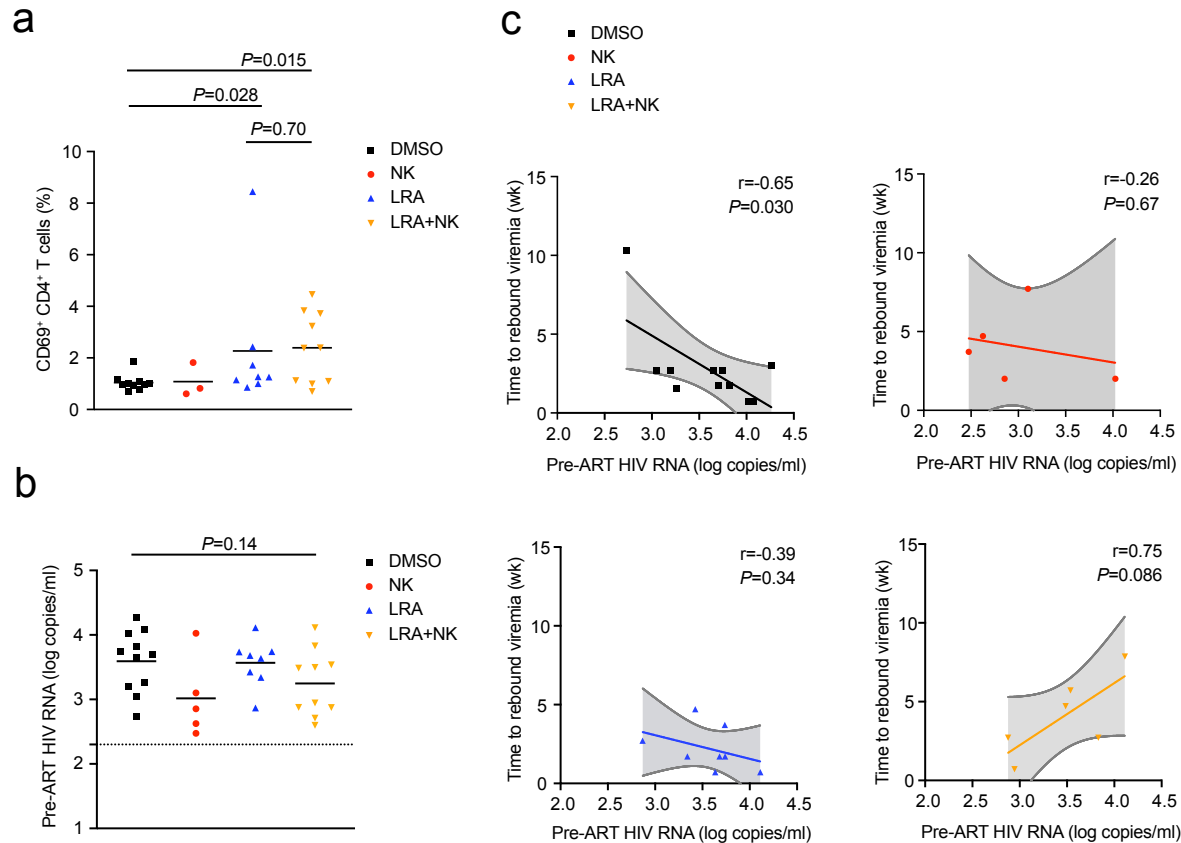 a
P=0.015
P=0.028
P=0.70
10
8
6
4
2
0
CD69⁺ CD4⁺ T cells (%)
DMSO
NK
LRA
LRA+NK
b
P=0.14
5
4
3
2
1
Pre-ART HIV RNA (log copies/ml)
DMSO
NK
LRA
LRA+NK
c
DMSO
NK
LRA
LRA+NK
r=-0.65
P=0.030
15
10
5
0
Time to rebound viremia (wk)
2.0 2.5 3.0 3.5 4.0 4.5
Pre-ART HIV RNA (log copies/ml)
r=-0.26
P=0.67
15
10
5
0
Time to rebound viremia (wk)
2.0 2.5 3.0 3.5 4.0 4.5
Pre-ART HIV RNA (log copies/ml)
r=-0.39
P=0.34
15
10
5
0
Time to rebound viremia (wk)
2.0 2.5 3.0 3.5 4.0 4.5
Pre-ART HIV RNA (log copies/ml)
r=0.75
P=0.086
15
10
5
0
Time to rebound viremia (wk)
2.0 2.5 3.0 3.5 4.0 4.5
Pre-ART HIV RNA (log copies/ml)